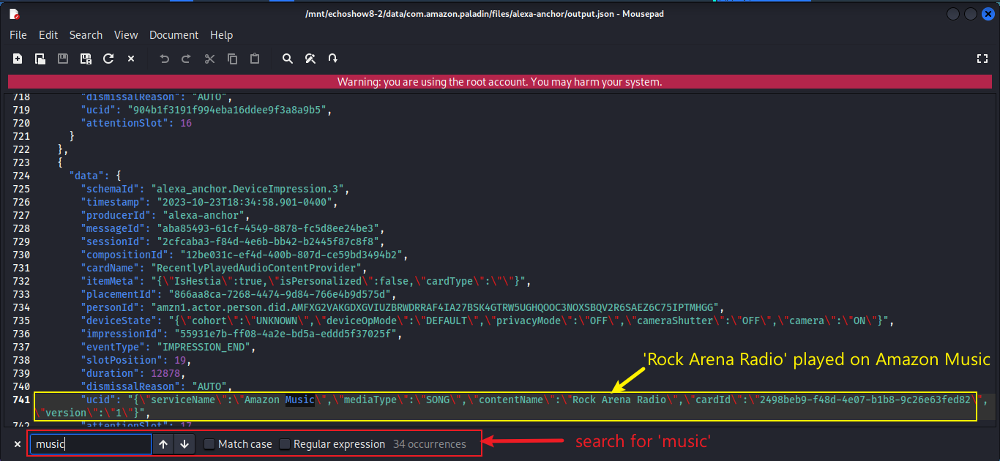 /mnt/echoshow8-2/data/com.amazon.paladin/files/alexa-anchor/output.json - Mousepad
File Edit Search View Document Help
Warning: you are using the root account. You may harm your system.
718 "dismissalReason": "AUTO",
719 "ucid": "904b1f3191f994eba16ddee9f3a8a9b5",
720 "attentionSlot": 16
721 }
722 },
723 {
724 "data": {
725 "schemaId": "alexa_anchor.DeviceImpression.3",
726 "timestamp": "2023-10-23T18:34:58.901-0400",
727 "producerId": "alexa-anchor",
728 "messageId": "aba85493-61cf-4549-8878-fc5d8ee24be3",
729 "sessionId": "2cfcaba3-f84d-4e6b-bb42-b2445f87c8f8",
730 "compositionId": "12be031c-ef4d-400b-807d-ce59bd3494b2",
731 "cardName": "RecentlyPlayedAudioContentProvider",
732 "itemMeta": "{\"IsHestia\":true,\"isPersonalized\":false,\"cardType\":\"\"}",
733 "placementId": "866aa8ca-7268-4474-9d84-766e4b9d575d",
734 "personId": "amzn1.actor.person.did.AMFXG2VAKGDXGVIUZBRWDRRAF4IA27BSK4GTRW5UGHQOOC3NOXSBQV2R6SAEZ6C75IPTMHGG",
735 "deviceState": "{\"cohort\":\"UNKNOWN\",\"deviceOpMode\":\"DEFAULT\",\"privacyMode\":\"OFF\",\"cameraShutter\":\"OFF\",\"camera\":\"ON\"}",
736 "impressionId": "55931e7b-ff08-4a2e-bd5a-eddd5f37025f",
737 "eventType": "IMPRESSION_END",
738 "slotPosition": 19,
'Rock Arena Radio' played on Amazon Music
739 "duration": 12878,
740 "dismissalReason": "AUTO",
741 "ucid": "{\"serviceName\":\"Amazon Music\",\"mediaType\":\"SONG\",\"contentName\":\"Rock Arena Radio\",\"cardId\":\"2498beb9-f48d-4e07-b1b8-9c26e63fed82\",
\"version\":\"1\"}",
742 "attentionSlot": 17
music Match case Regular expression 34 occurrences
search for 'music'